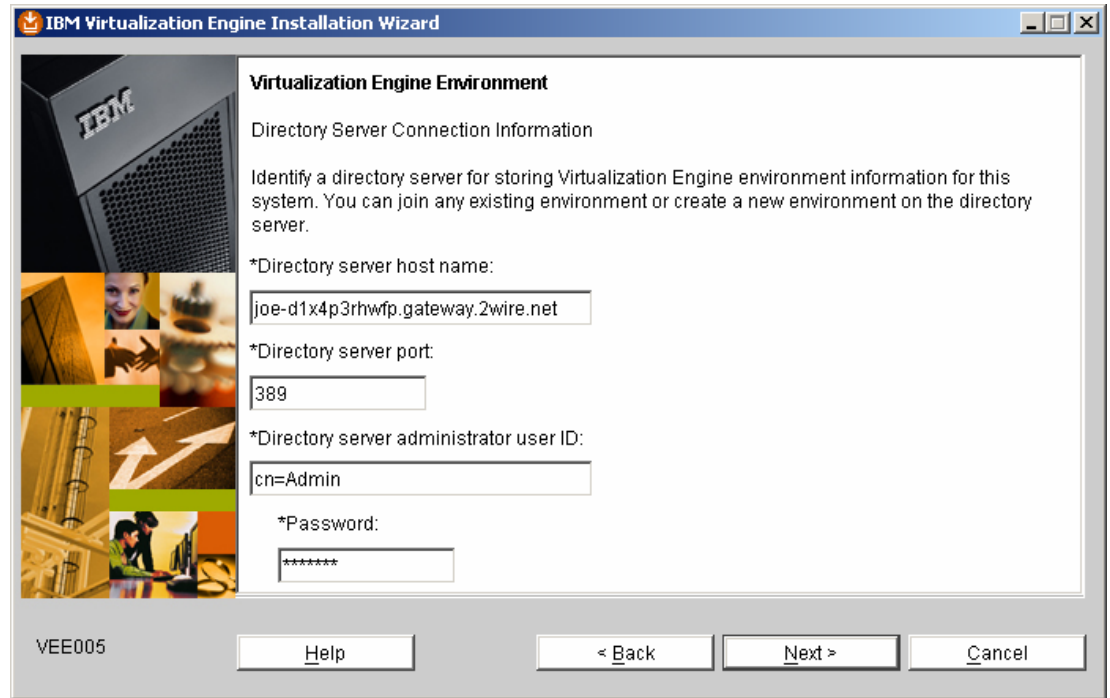 IBM Virtualization Engine Installation Wizard
IBM
Virtualization Engine Environment
Directory Server Connection Information
Identify a directory server for storing Virtualization Engine environment information for this
system. You can join any existing environment or create a new environment on the directory
server.
*Directory server host name:
joe-d1x4p3rhwfp.gateway.2wire.net
*Directory server port:
389
*Directory server administrator user ID:
cn=Admin
*Password:
*******
VEE005
Help
< Back
Next >
Cancel